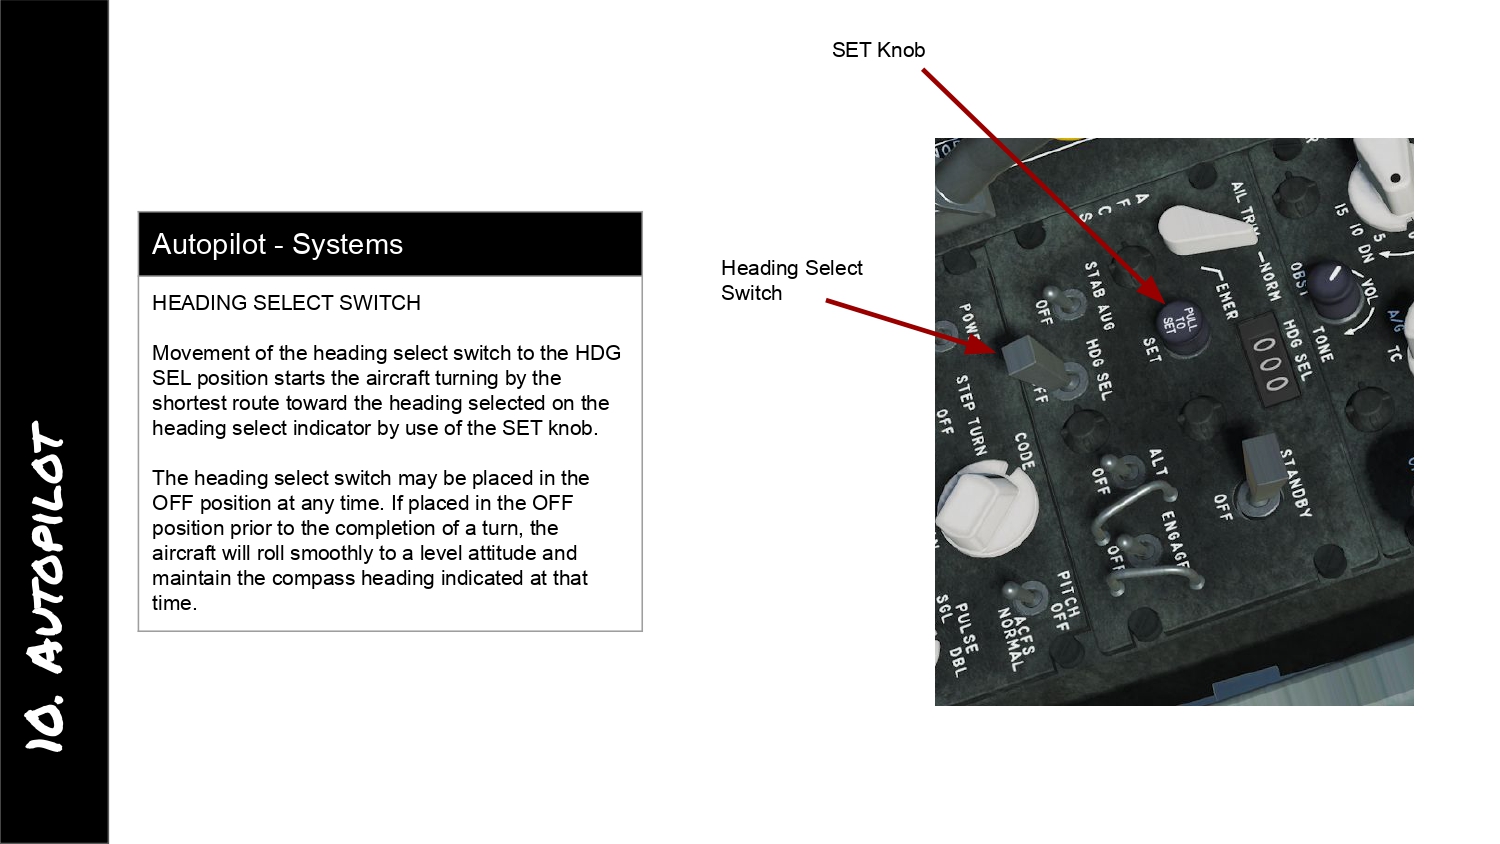 10. AUTOPILOT
SET Knob
Autopilot - Systems
HEADING SELECT SWITCH
Movement of the heading select switch to the HDG
SEL position starts the aircraft turning by the
shortest route toward the heading selected on the
heading select indicator by use of the SET knob.
The heading select switch may be placed in the
OFF position at any time. If placed in the OFF
position prior to the completion of a turn, the
aircraft will roll smoothly to a level attitude and
maintain the compass heading indicated at that
time.
Heading Select
Switch
A
F
C
S
AIL TRIM
NORM
EMER
15
10
5
DN
OBST
VOL
TONE
A/G
TC
STAB AUG
OFF
PULL
TO
SET
SET
HDG SEL
000
HDG SEL
STEP TURN
OFF
CODE
ALT
OFF
ENGAGE
OFF
STANDBY
OFF
PITCH
OFF
ACFS
NORMAL
PULSE
SGL
DBL